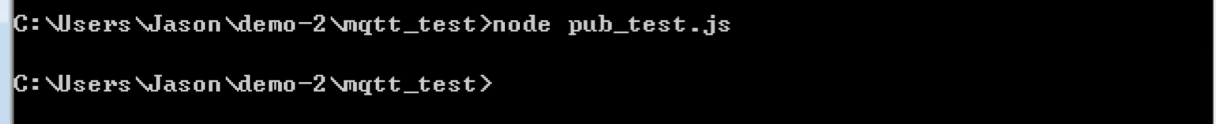 C:\Users\Jason\demo-2\mqtt_test>node pub_test.js
C:\Users\Jason\demo-2\mqtt_test>